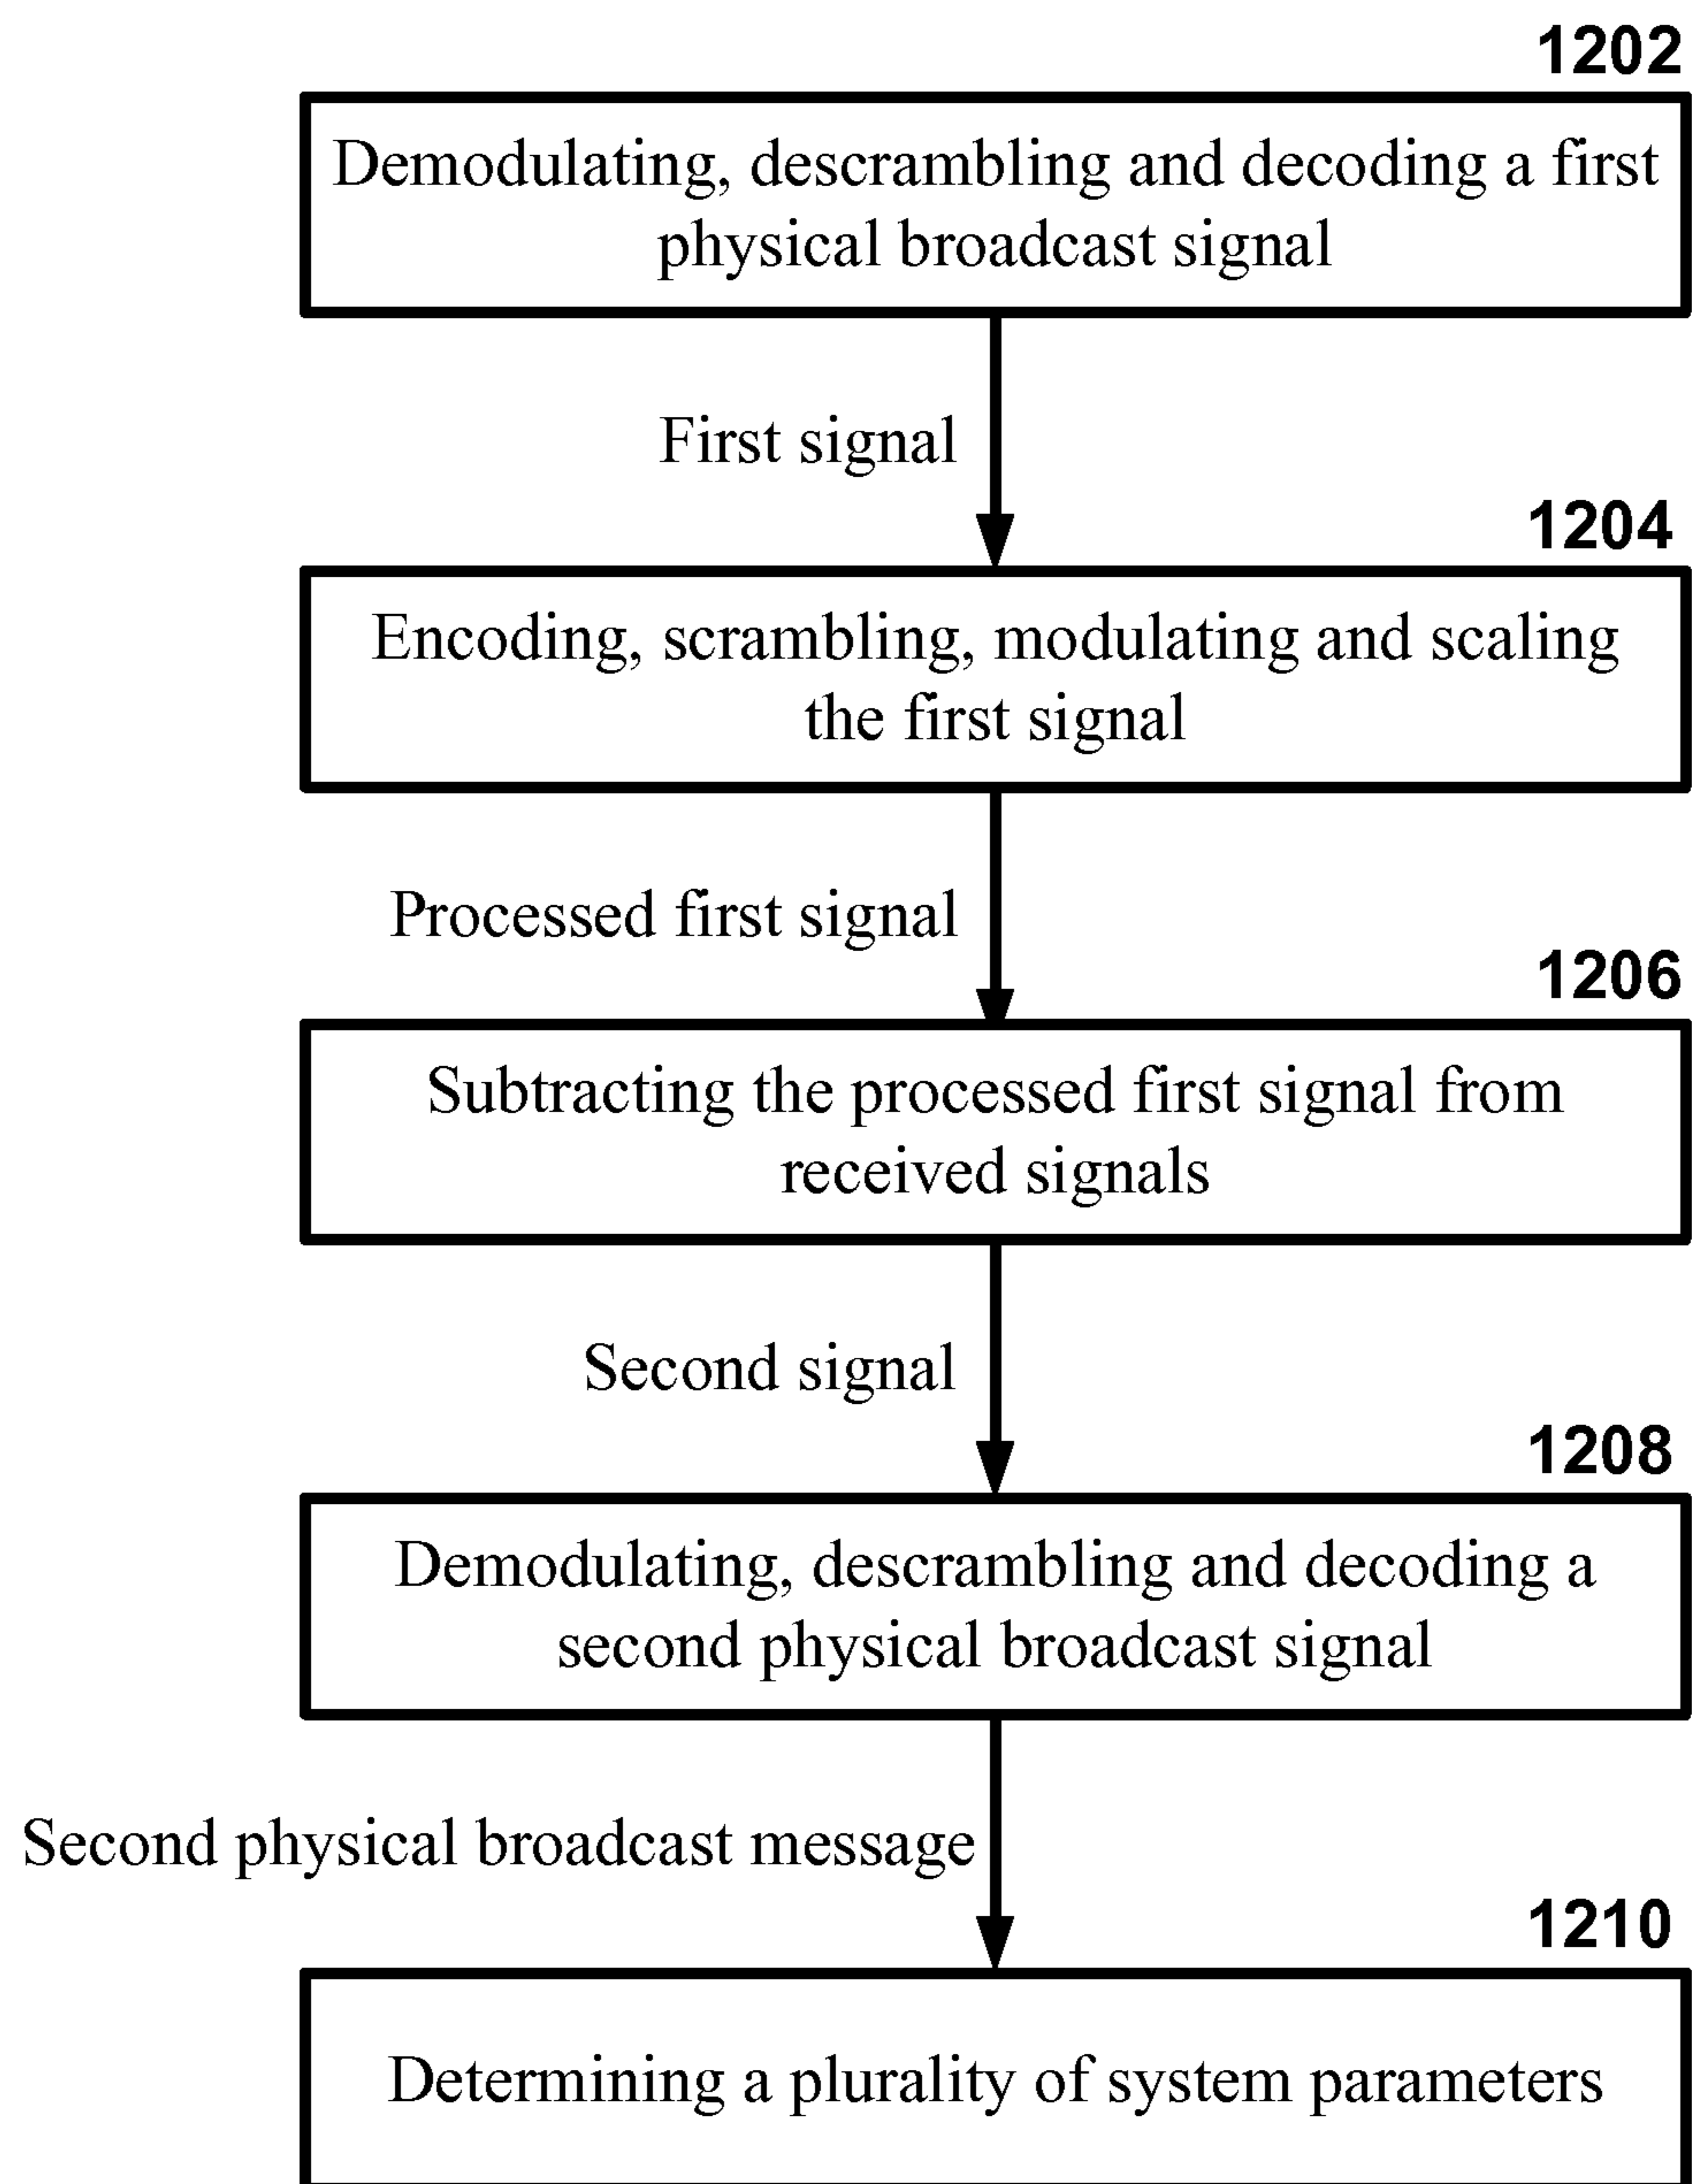 1202
Demodulating, descrambling and decoding a first
physical broadcast signal
First signal
1204
Encoding, scrambling, modulating and scaling
the first signal
Processed first signal
1206
Subtracting the processed first signal from
received signals
Second signal
1208
Demodulating, descrambling and decoding a
second physical broadcast signal
Second physical broadcast message
1210
Determining a plurality of system parameters